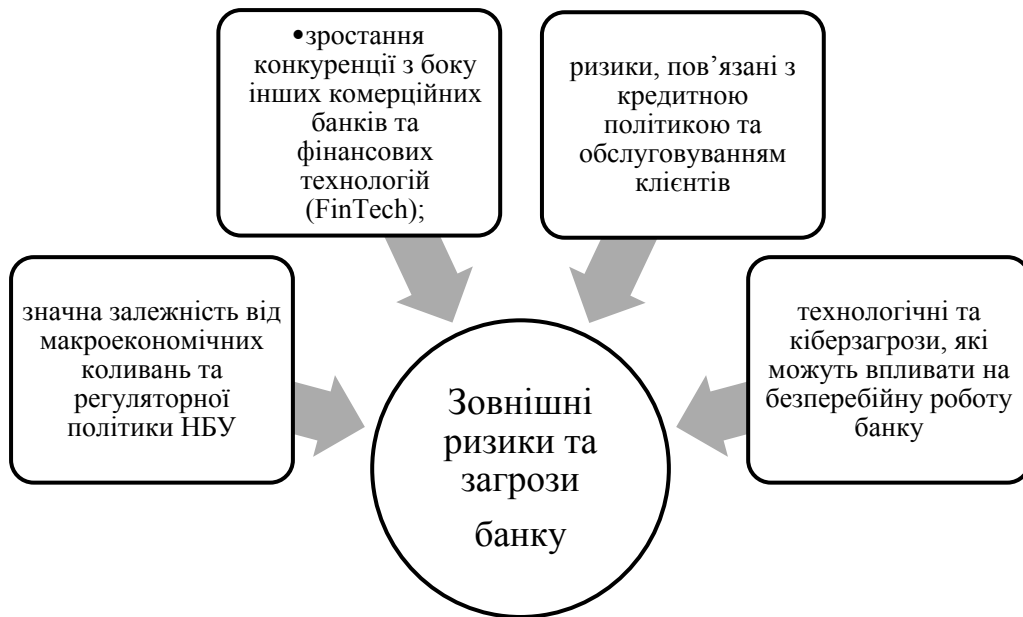 •зростання
конкуренції з боку
інших комерційних
банків та
фінансових
технологій
(FinTech);
ризики, пов’язані з
кредитною
політикою та
обслуговуванням
клієнтів
значна залежність від
макроекономічних
коливань та
регуляторної
політики НБУ
технологічні та
кіберзагрози, які
можуть впливати на
безперебійну роботу
банку
Зовнішні
ризики та
загрози
банку